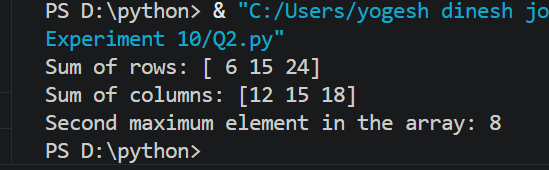 PS D:\python> & "C:/Users/yogesh dinesh jo
Experiment 10/Q2.py"
Sum of rows: [ 6 15 24]
Sum of columns: [12 15 18]
Second maximum element in the array: 8
PS D:\python>